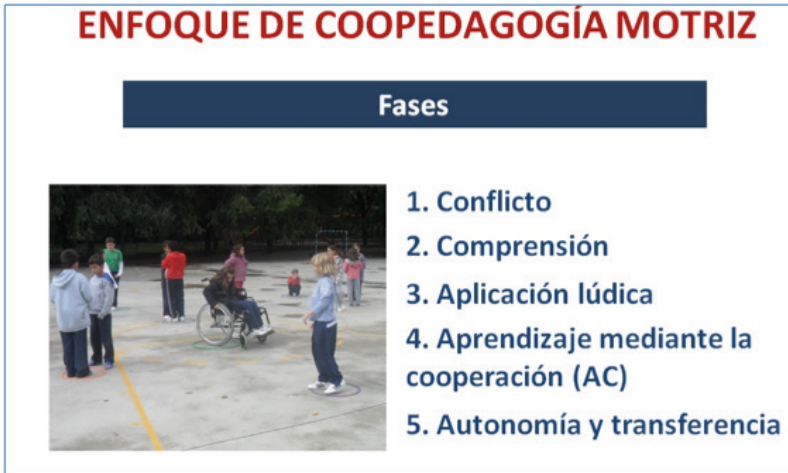 ENFOQUE DE COOPEDAGOGÍA MOTRIZ
Fases
1. Conflicto
2. Comprensión
3. Aplicación lúdica
4. Aprendizaje mediante la
cooperación (AC)
5. Autonomía y transferencia